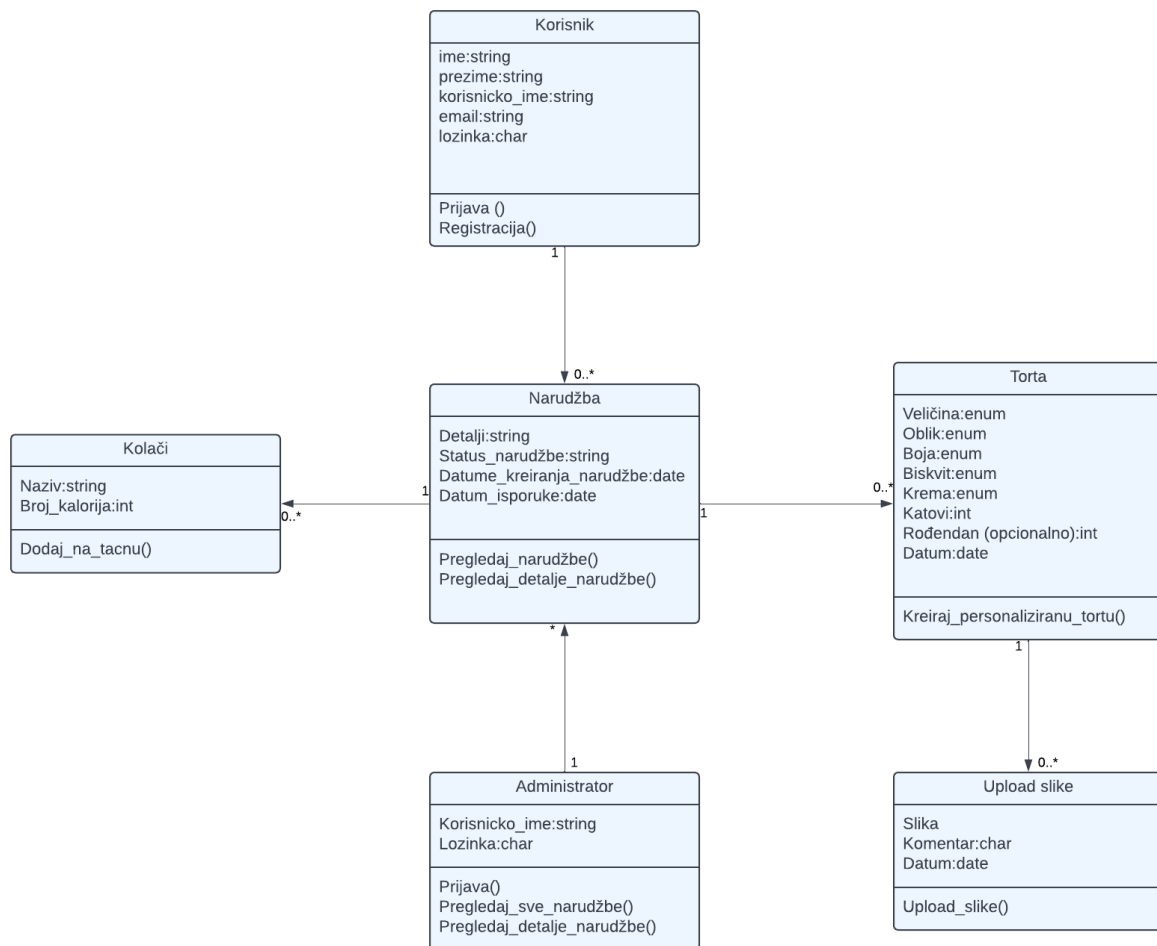 Korisnik
ime:string
prezime:string
korisnicko_ime:string
email:string
lozinka:char
Prijava ()
Registracija()
1
0..*
Narudžba
Detalji:string
Status_narudžbe:string
Datume_kreiranja_narudžbe:date
Datum_isporuke:date
Pregledaj_narudžbe()
Pregledaj_detalje_narudžbe()
1
0..*
Kolači
Naziv:string
Broj_kalorija:int
Dodaj_na_tacnu()
1
0..*
Torta
Veličina:enum
Oblik:enum
Boja:enum
Biskvit:enum
Krema:enum
Katovi:int
Rođendan (opcionalno):int
Datum:date
Kreiraj_personaliziranu_tortu()
*
1
Administrator
Korisnicko_ime:string
Lozinka:char
Prijava()
Pregledaj_sve_narudžbe()
Pregledaj_detalje_narudžbe()
1
0..*
Upload slike
Slika
Komentar:char
Datum:date
Upload_slike()